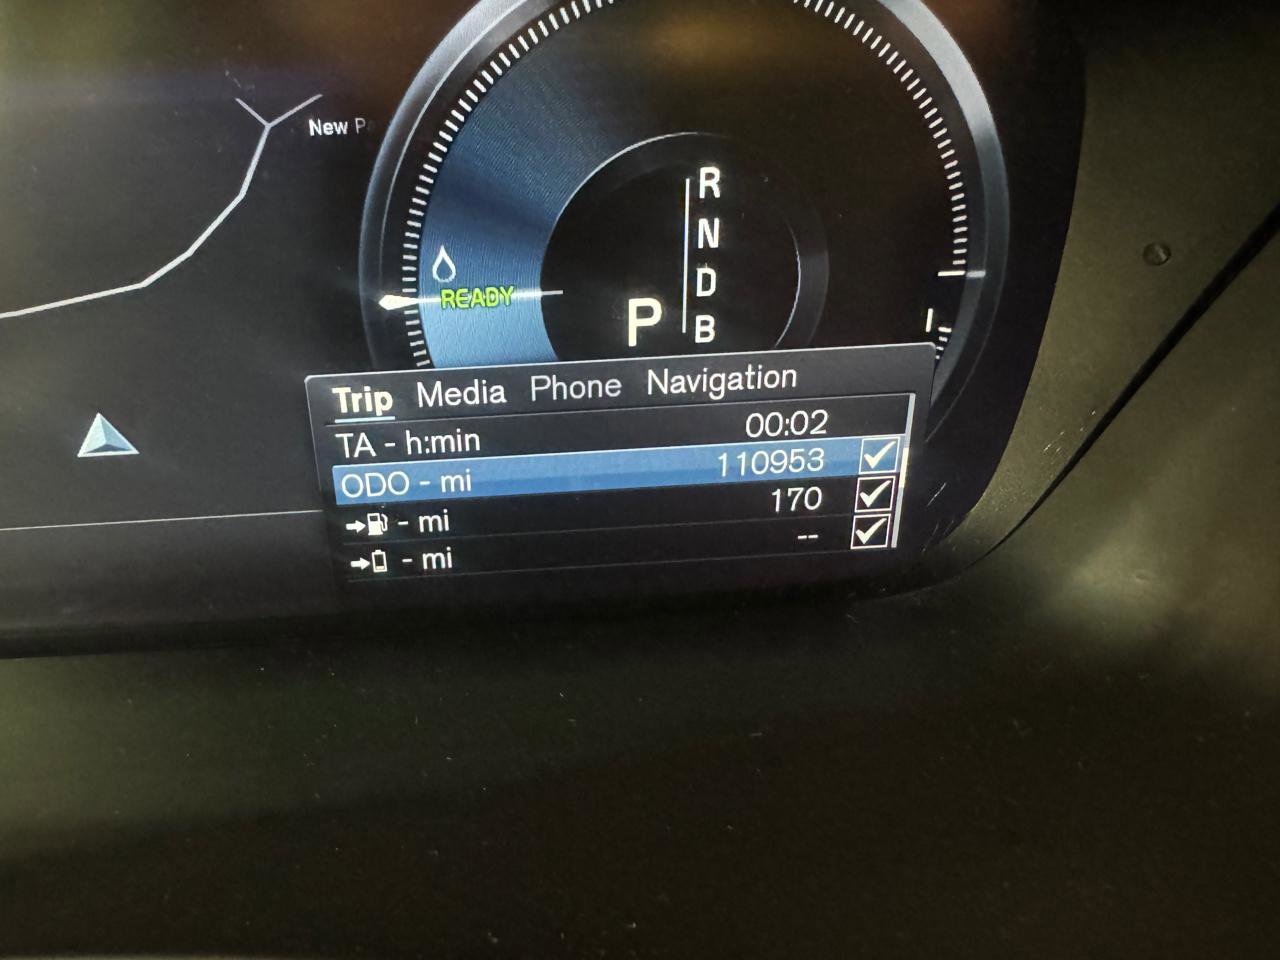 New
R
N
D
B
READY
P
Trip Media Phone Navigation
TA - h:min 00:02
ODO - mi 110953
- mi 170
- mi --